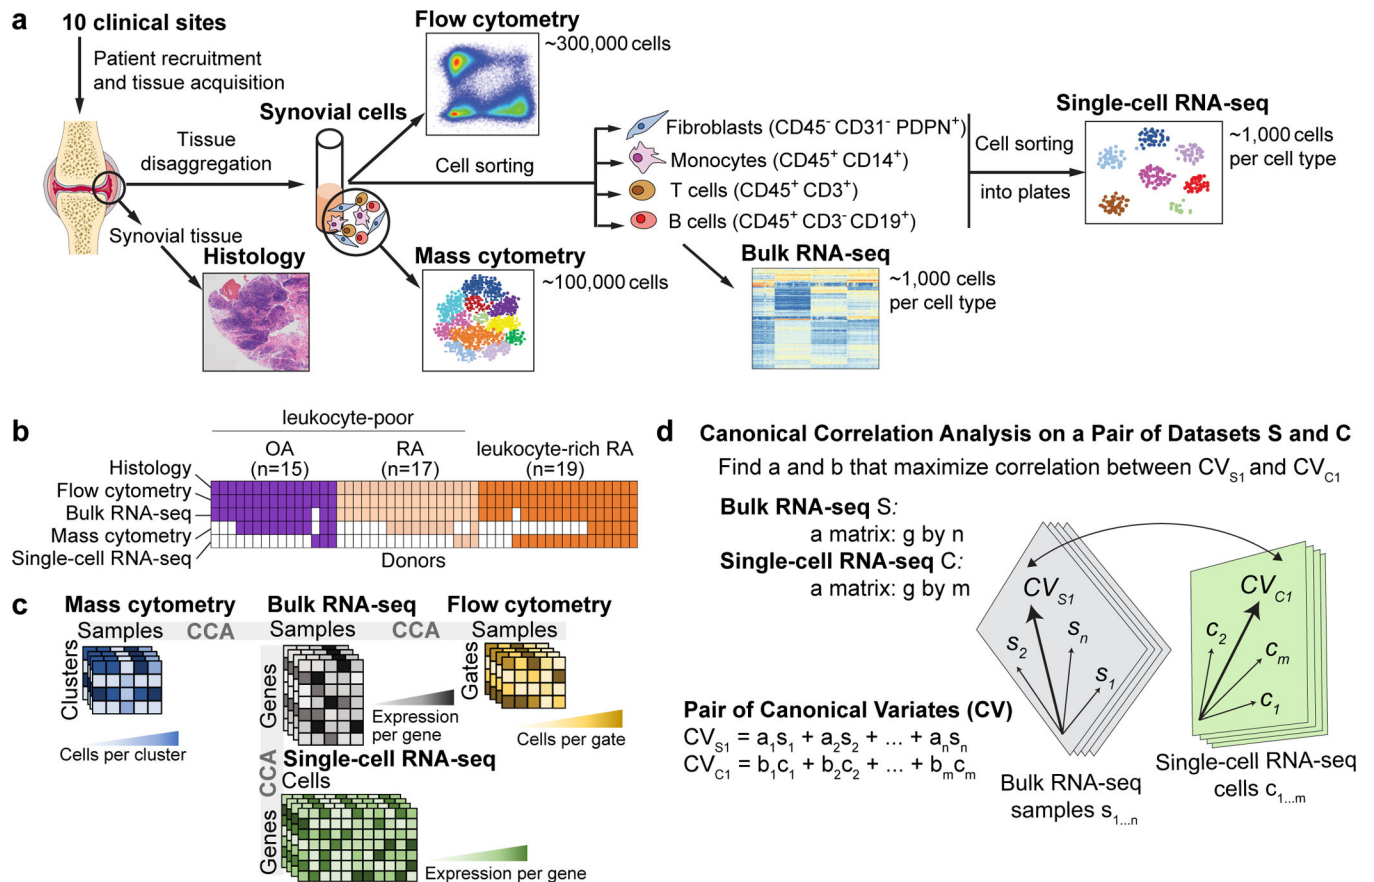 a
10 clinical sites
Patient recruitment
and tissue acquisition
Tissue
disaggregation
Synovial tissue
Histology
Synovial cells
Flow cytometry
~300,000 cells
Cell sorting
Mass cytometry
~100,000 cells
Fibroblasts (CD45⁻ CD31⁻ PDPN⁺)
Monocytes (CD45⁺ CD14⁺)
T cells (CD45⁺ CD3⁺)
B cells (CD45⁺ CD3⁻ CD19⁺)
Bulk RNA-seq
~1,000 cells
per cell type
Cell sorting
into plates
Single-cell RNA-seq
~1,000 cells
per cell type
b
leukocyte-poor
OA
(n=15)
RA
(n=17)
leukocyte-rich RA
(n=19)
Histology
Flow cytometry
Bulk RNA-seq
Mass cytometry
Single-cell RNA-seq
Donors
c
Mass cytometry
Bulk RNA-seq
Flow cytometry
Samples
CCA
Samples
CCA
Samples
Clusters
Cells per cluster
Genes
Expression
per gene
Gates
Cells per gate
CCA
Single-cell RNA-seq
Cells
Genes
Expression per gene
d
Canonical Correlation Analysis on a Pair of Datasets S and C
Find a and b that maximize correlation between CV_S1 and CV_C1
Bulk RNA-seq S:
a matrix: g by n
Single-cell RNA-seq C:
a matrix: g by m
Pair of Canonical Variates (CV)
CV_S1 = a₁s₁ + a₂s₂ + ... + aₙsₙ
CV_C1 = b₁c₁ + b₂c₂ + ... + bₘcₘ
CV_S1
s₂
sₙ
s₁
Bulk RNA-seq
samples s₁...ₙ
CV_C1
c₂
cₘ
c₁
Single-cell RNA-seq
cells c₁...ₘ